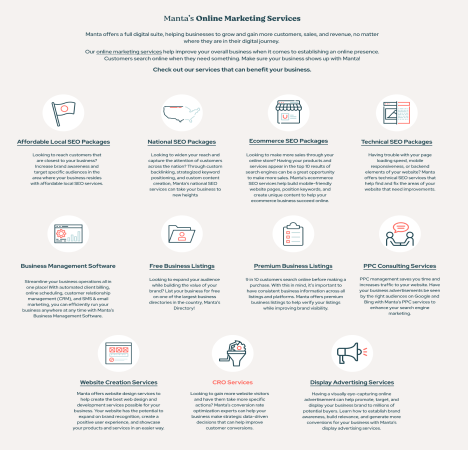 Manta's Online Marketing Services
Manta offers a full digital suite, helping businesses to grow and gain more customers, sales, and revenue, no matter
where they are in their digital journey.
Our online marketing services help improve your overall business when it comes to establishing an online presence.
Customers search online when they need something. Make sure your business shows up with Manta!
Check out our services that can benefit your business.
Affordable Local SEO Packages
Looking to reach customers that
are closest to your business?
Increase brand awareness and
target specific audiences in the
area where your business resides
with affordable local SEO services.
National SEO Packages
Looking to widen your reach and
capture the attention of customers
across the nation? Through custom
backlinking, strategized keyword
positioning, and custom content
creation, Manta's national SEO
services can take your business to
new heights
Ecommerce SEO Packages
Looking to make more sales through your
online store? Having your products and
services appear in the top 10 results of
search engines can be a great opportunity
to make more sales. Manta's ecommerce
SEO services help build mobile-friendly
website pages, position keywords, and
create unique content to help your
ecommerce business succeed online.
Technical SEO Packages
Having trouble with your page
loading speed, mobile
responsiveness, or backend
elements of your website? Manta
offers technical SEO services that
help find and fix the areas of your
website that need improvements.
Business Management Software
Streamline your business operations all in
one place! With automated client billing,
online scheduling, customer relationship
management (CRM), and SMS & email
marketing, you can efficiently run your
business anywhere at any time with Manta's
Business Management Software.
Free Business Listings
Looking to expand your audience
while building the value of your
brand? List your business for free
on one of the largest business
directories in the country, Manta's
Directory!
Premium Business Listings
9 in 10 customers search online before making a
purchase. With this in mind, it's important to
have consistent business information across all
listings and platforms. Manta offers premium
business listings to help verify your listings
while improving brand visibility.
PPC Consulting Services
PPC management saves you time and
increases traffic to your website. Have
your business advertisements be seen
by the right audiences on Google and
Bing with Manta's PPC services to
enhance your search engine
marketing.
Website Creation Services
Manta offers website design services to
help create the best web design and
development services possible for your
business. Your website has the potential to
expand on brand recognition, create a
positive user experience, and showcase
your products and services in an easier way.
CRO Services
Looking to gain more website visitors
and have them take more specific
actions? Manta's conversion rate
optimization experts can help your
business make strategic data-driven
decisions that can help improve
customer conversions.
Display Advertising Services
Having a visually eye-capturing online
advertisement can help promote, target, and
display your business brand to millions of
potential buyers. Learn how to establish brand
awareness, build relevance, and generate more
conversions for your business with Manta's
display advertising services.